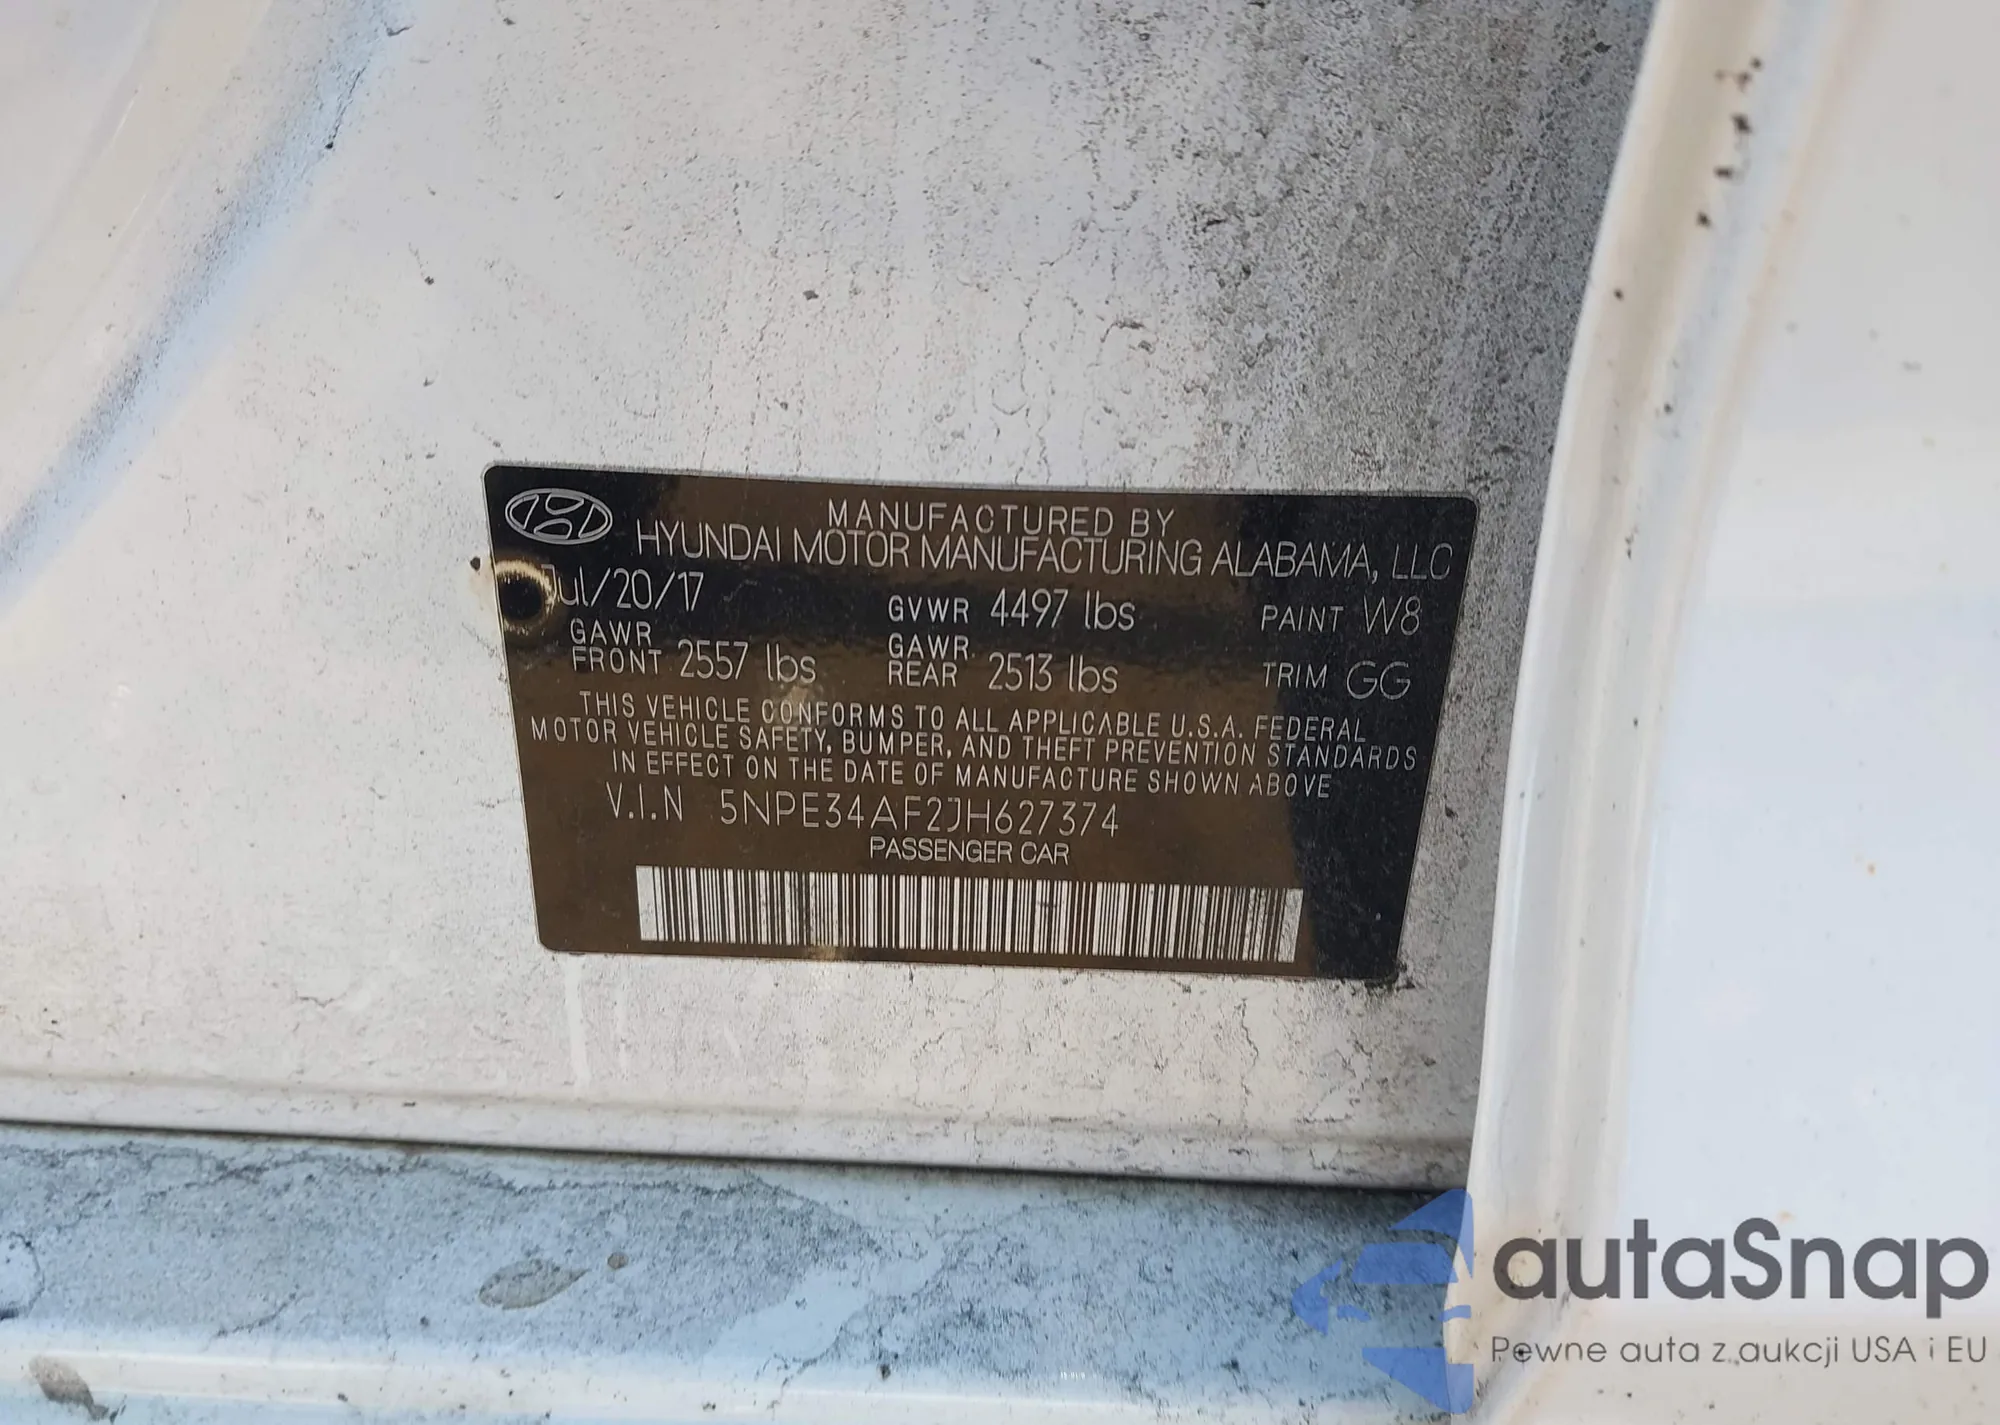 MANUFACTURED BY
HYUNDAI MOTOR MANUFACTURING ALABAMA, LLC
Jul/20/17 GVWR 4497 lbs PAINT W8
GAWR FRONT 2557 lbs GAWR REAR 2513 lbs TRIM GG
THIS VEHICLE CONFORMS TO ALL APPLICABLE U.S.A. FEDERAL
MOTOR VEHICLE SAFETY, BUMPER, AND THEFT PREVENTION STANDARDS
IN EFFECT ON THE DATE OF MANUFACTURE SHOWN ABOVE
V.I.N 5NPE34AF2JH627374
PASSENGER CAR
autaSnap
Pewne auta z aukcji USA i EU